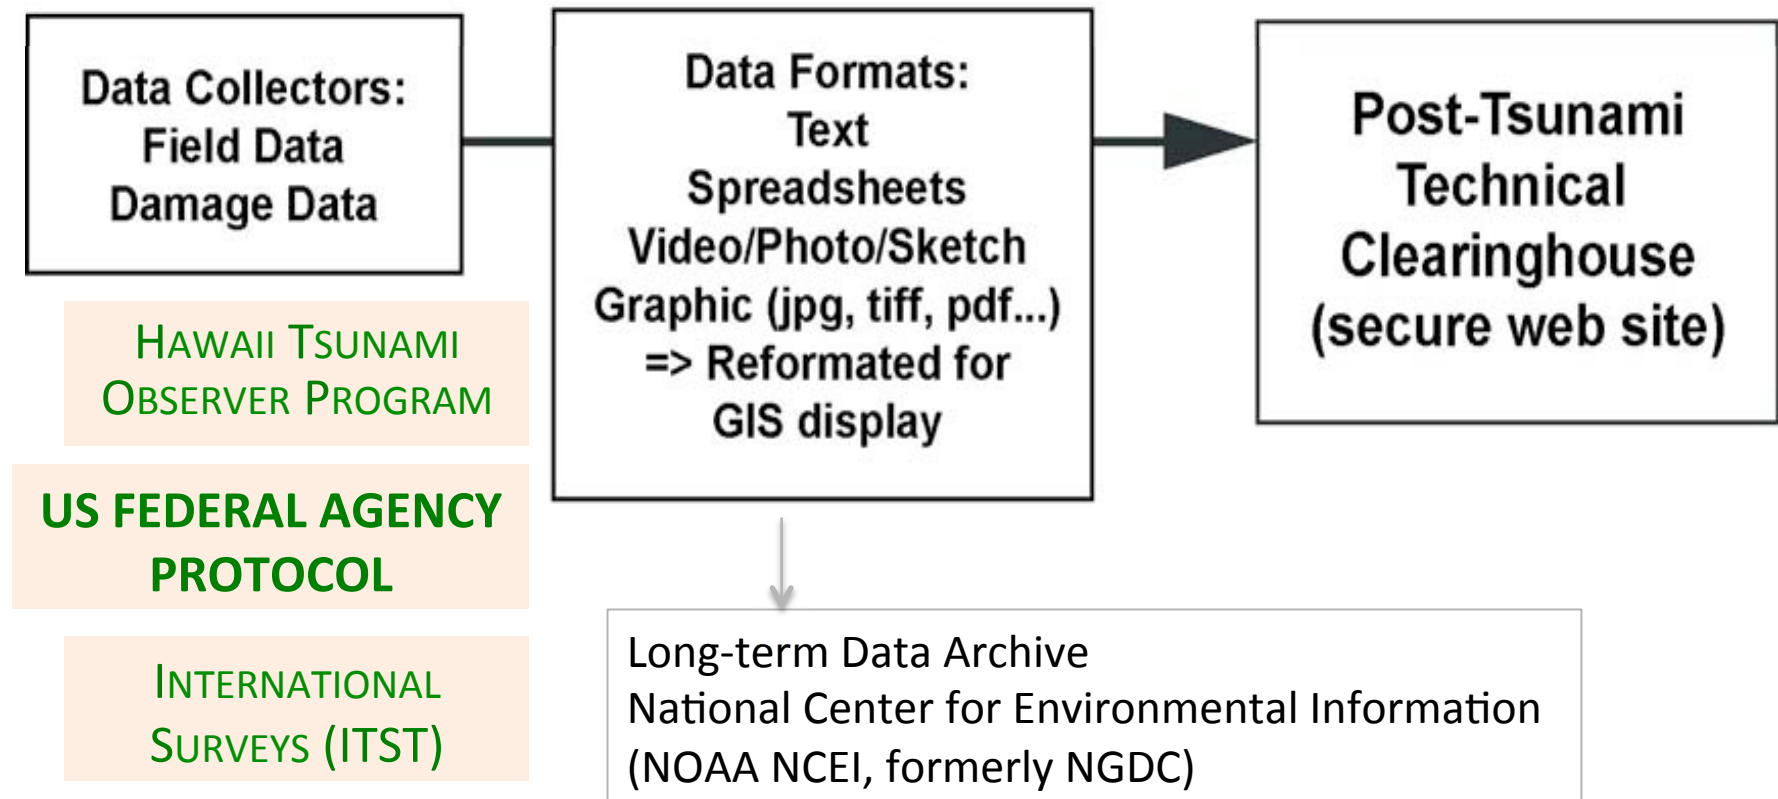 Data Collectors:
Field Data
Damage Data
Data Formats:
Text
Spreadsheets
Video/Photo/Sketch
Graphic (jpg, tiff, pdf...)
=> Reformated for
GIS display
Post-Tsunami
Technical
Clearinghouse
(secure web site)
HAWAII TSUNAMI
OBSERVER PROGRAM
US FEDERAL AGENCY
PROTOCOL
INTERNATIONAL
SURVEYS (ITST)
Long-term Data Archive
National Center for Environmental Information
(NOAA NCEI, formerly NGDC)